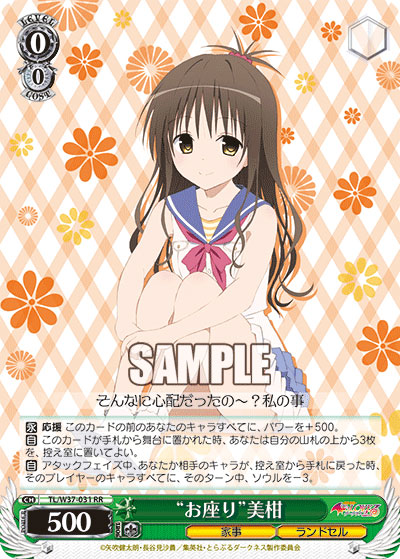 LEVEL
0
0
COST
SAMPLE
そんなに心配だったの~?私の事
永 応援 このカードの前のあなたのキャラすべてに、パワーを+500。
自 このカードが手札から舞台に置かれた時、あなたは自分の山札の上から3枚
を、控え室に置いてよい。
自 アタックフェイズ中、あなたか相手のキャラが、控え室から手札に戻った時、
そのプレイヤーのキャラすべてに、そのターン中、ソウルを-3。
CH TL/W37-031 RR
500
POWER
“お座り”美柑
家事
ランドセル
©矢吹健太朗・長谷見沙貴/集英社・とらぶるダークネス製作委員会